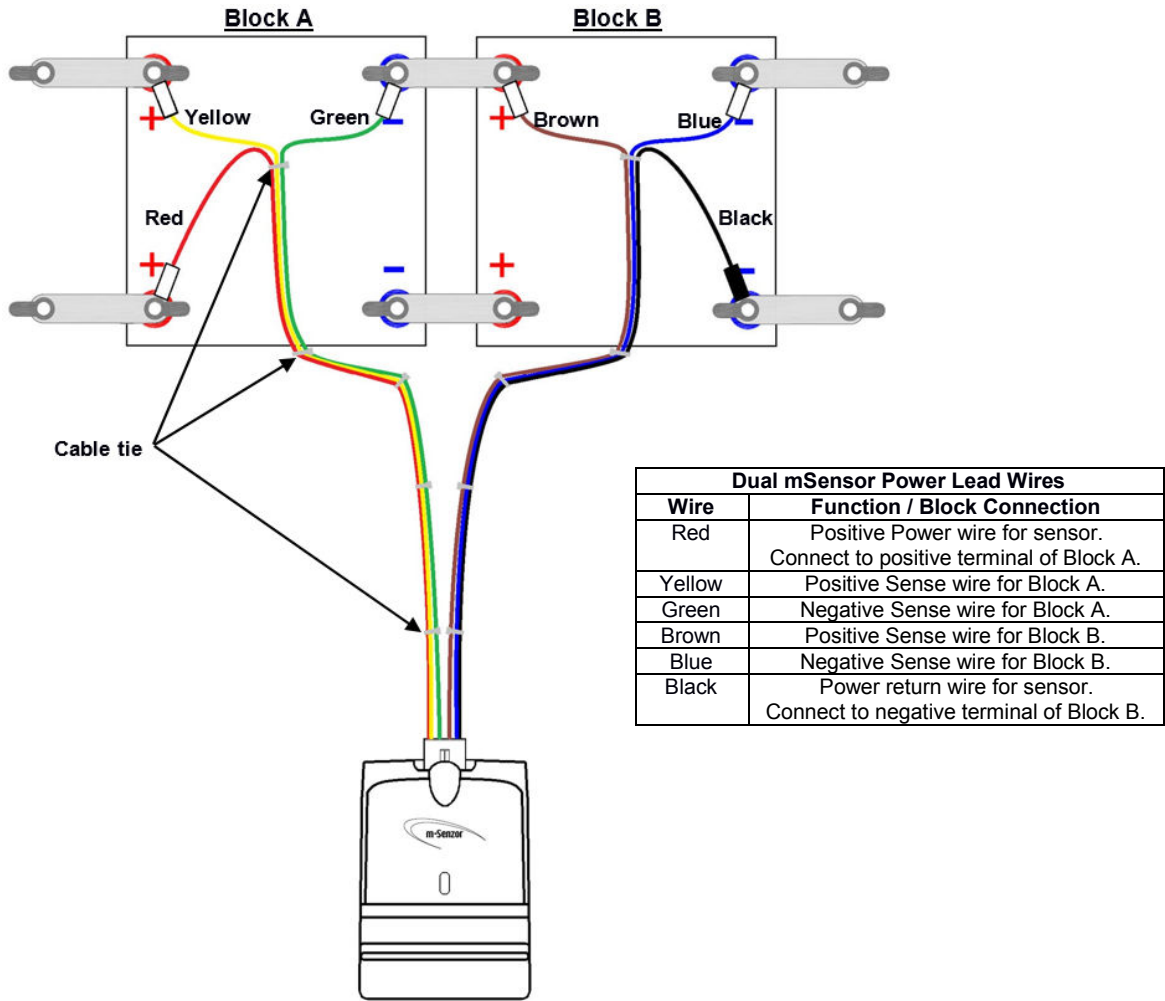 Block A
Block B
+
Yellow
Green
−
+
Brown
Blue
−
Red
Black
+
−
+
−
Cable tie
Dual mSensor Power Lead Wires
Wire
Function / Block Connection
Red
Positive Power wire for sensor.
Connect to positive terminal of Block A.
Yellow
Positive Sense wire for Block A.
Green
Negative Sense wire for Block A.
Brown
Positive Sense wire for Block B.
Blue
Negative Sense wire for Block B.
Black
Power return wire for sensor.
Connect to negative terminal of Block B.
m-Senzor